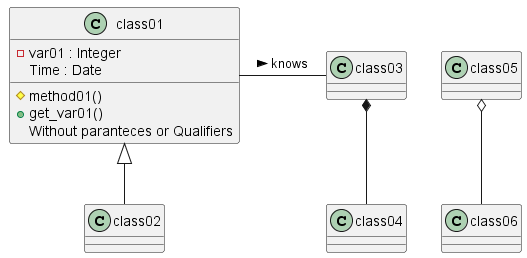 C class01
var01 : Integer
Time : Date
method01()
get_var01()
Without paranteces or Qualifiers
knows
C class03
C class05
C class02
C class04
C class06